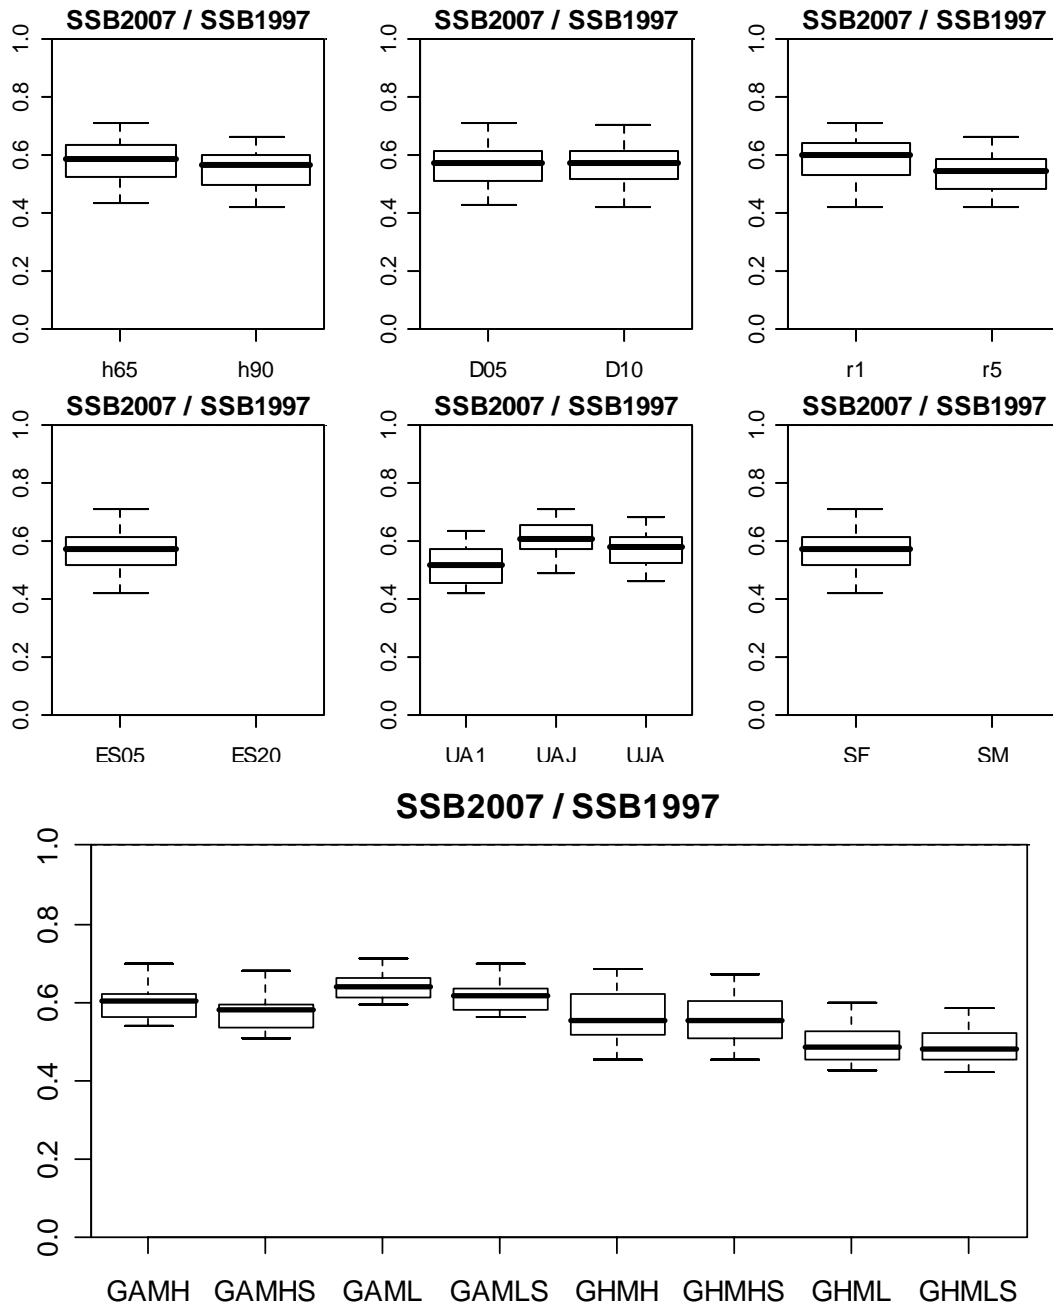 SSB2007 / SSB1997 SSB2007 / SSB1997 SSB2007 / SSB1997
1.0 1.0 1.0
0.8 0.8 0.8
0.6 0.6 0.6
0.4 0.4 0.4
0.2 0.2 0.2
0.0 0.0 0.0
h65 h90 D05 D10 r1 r5
SSB2007 / SSB1997 SSB2007 / SSB1997 SSB2007 / SSB1997
1.0 1.0 1.0
0.8 0.8 0.8
0.6 0.6 0.6
0.4 0.4 0.4
0.2 0.2 0.2
0.0 0.0 0.0
ES05 ES20 UA1 UAJ UJA SF SM
SSB2007 / SSB1997
1.0
0.8
0.6
0.4
0.2
0.0
GAMH GAMHS GAML GAMLS GHMH GHMHS GHML GHMLS